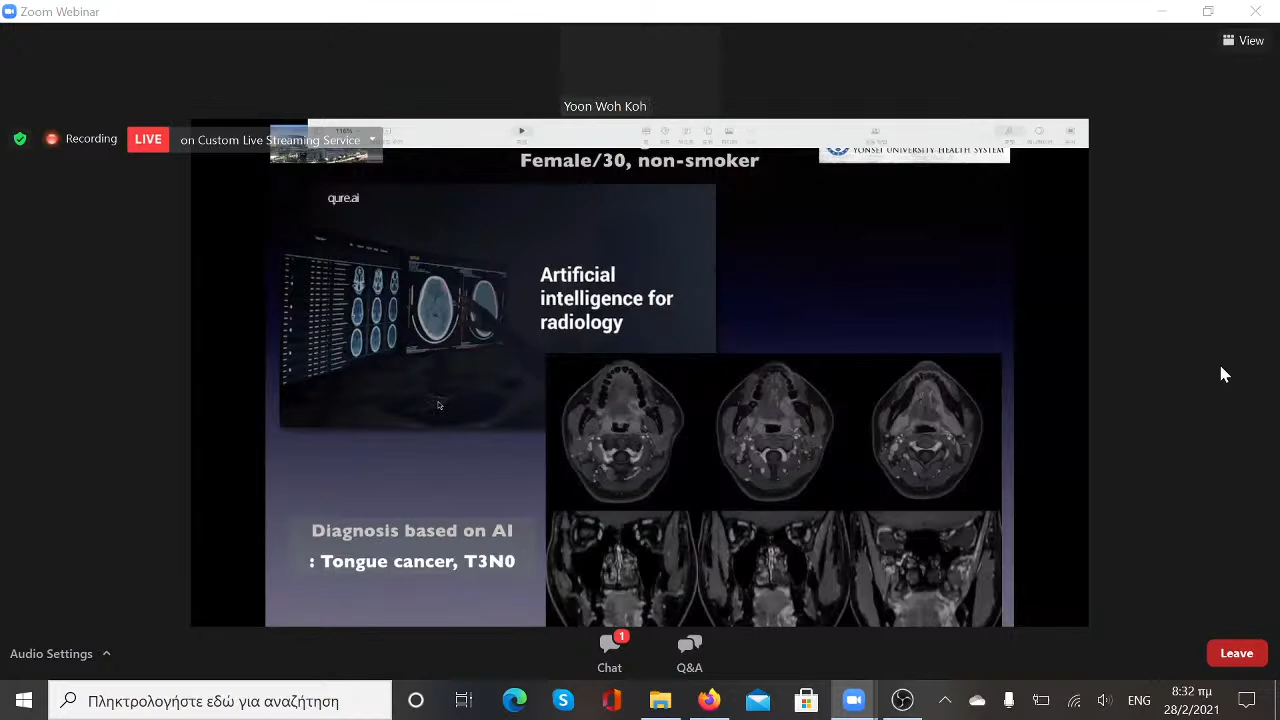 Zoom Webinar
View
Yoon Woh Koh
Recording
LIVE
on Custom Live Streaming Service
116%
YONSEI UNIVERSITY HEALTH SYSTEM
Female/30, non-smoker
qure.ai
Artificial
intelligence for
radiology
Diagnosis based on AI
: Tongue cancer, T3N0
1
Audio Settings
Chat
Q&A
Leave
Πληκτρολογήστε εδώ για αναζήτηση
ENG
8:32 πμ
28/2/2021